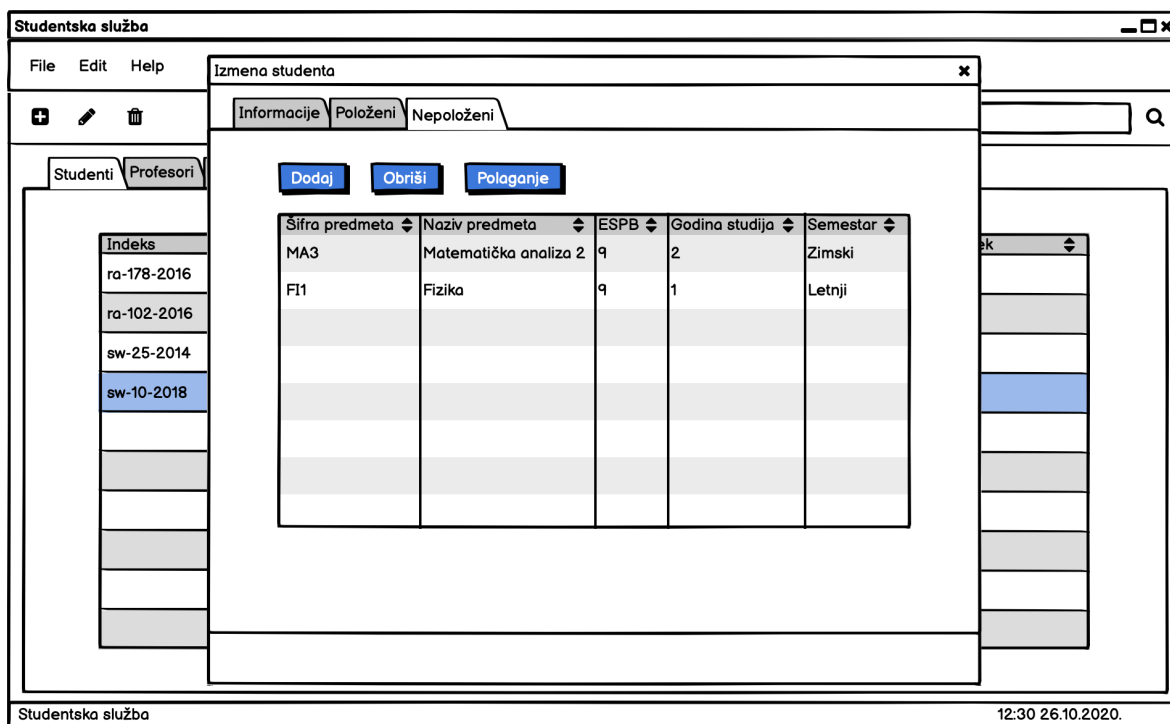 Studentska služba
File Edit Help
Izmena studenta
Informacije Položeni Nepoloženi
Studenti Profesori
Dodaj Obriši Polaganje
Šifra predmeta Naziv predmeta ESPB Godina studija Semestar
MA3 Matematička analiza 2 9 2 Zimski
FI1 Fizika 9 1 Letnji
Indeks ek
ra-178-2016
ra-102-2016
sw-25-2014
sw-10-2018
Studentska služba 12:30 26.10.2020.